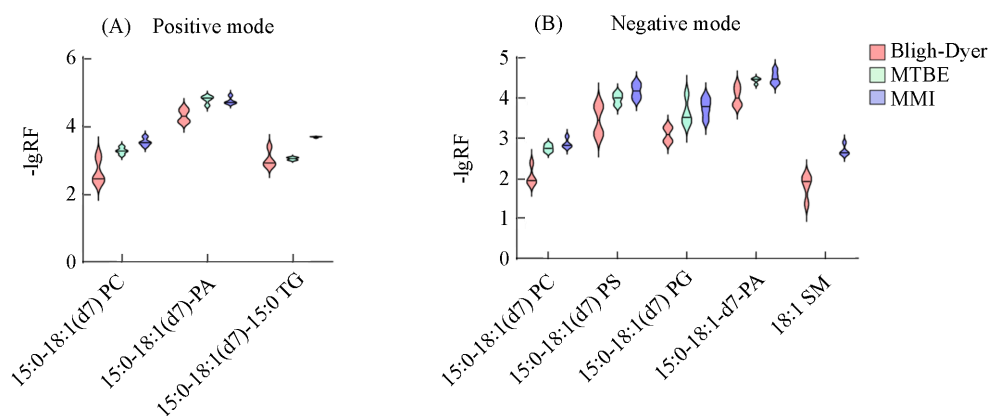 (A) Positive mode
-lgRF
6
4
2
0
15:0-18:1(d7) PC
15:0-18:1(d7)-PA
15:0-18:1(d7)-15:0 TG
(B) Negative mode
-lgRF
5
4
3
2
1
0
15:0-18:1(d7) PC
15:0-18:1(d7) PS
15:0-18:1(d7) PG
15:0-18:1-d7-PA
18:1 SM
Bligh-Dyer
MTBE
MMI